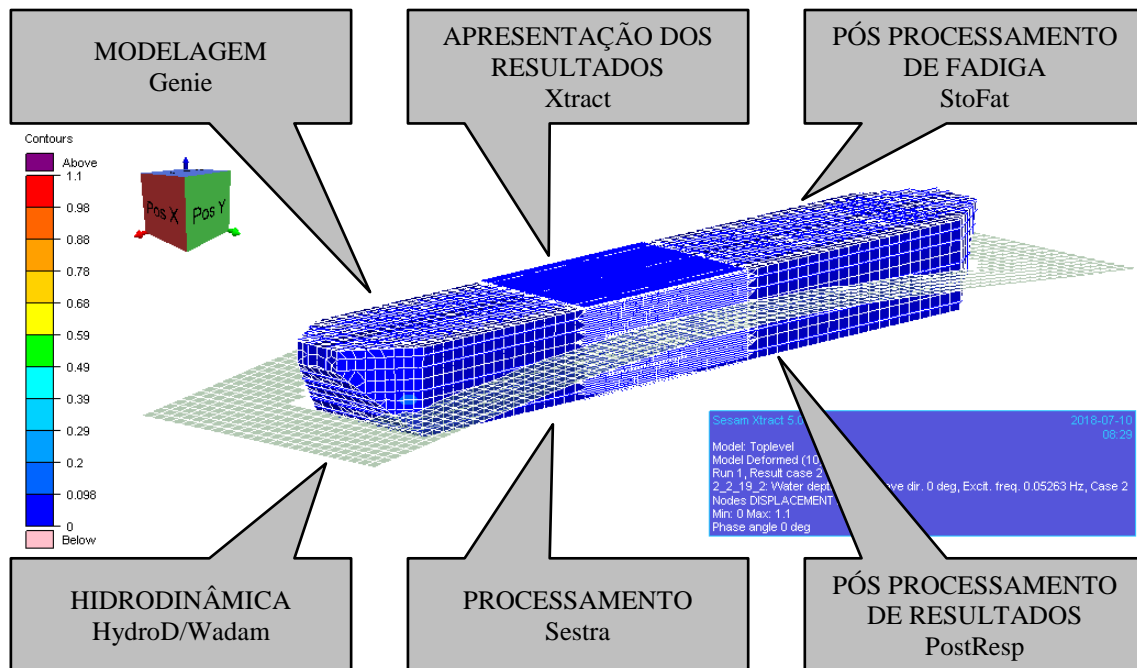 MODELAGEM
Genie
APRESENTAÇÃO DOS
RESULTADOS
Xtract
PÓS PROCESSAMENTO
DE FADIGA
StoFat
Contours
Above
1.1
0.98
0.88
0.78
0.68
0.59
0.49
0.39
0.29
0.2
0.098
0
Below
Pos X
Pos Y
Sesam Xtract 5.0
2018-07-10
08:29
Model: Toplevel
Model Deformed (10
Run 1, Result case 2
2_2_19_2: Water dept ve dir. 0 deg, Excit. freq. 0.05263 Hz, Case 2
Nodes DISPLACEMENT
Min: 0 Max: 1.1
Phase angle 0 deg
HIDRODINÂMICA
HydroD/Wadam
PROCESSAMENTO
Sestra
PÓS PROCESSAMENTO
DE RESULTADOS
PostResp